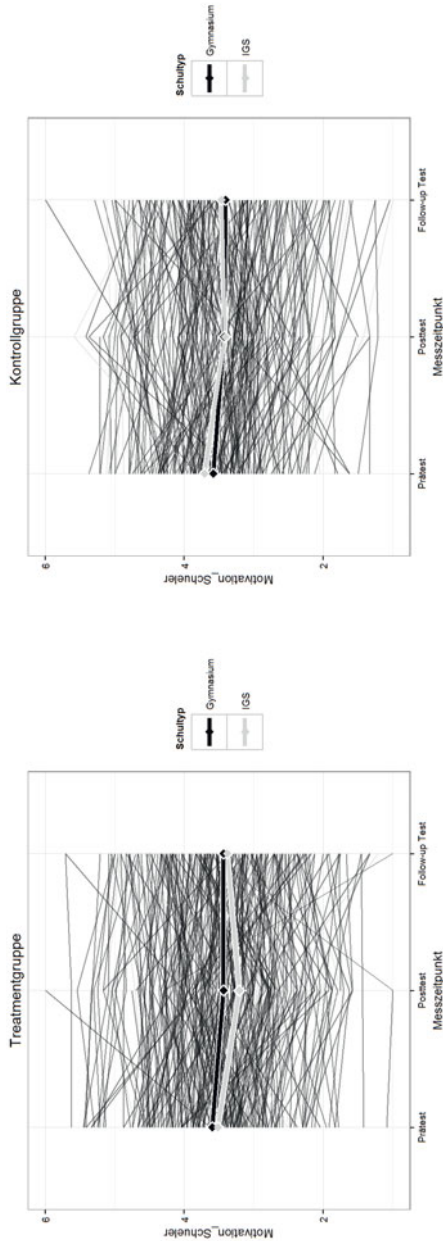 Treatmentgruppe
6
4
2
Motivation_Schueler
Prätest
Posttest
Follow-up Test
Messzeitpunkt
Schultyp
Gymnasium
IGS
Kontrollgruppe
6
4
2
Motivation_Schueler
Prätest
Posttest
Follow-up Test
Messzeitpunkt
Schultyp
Gymnasium
IGS